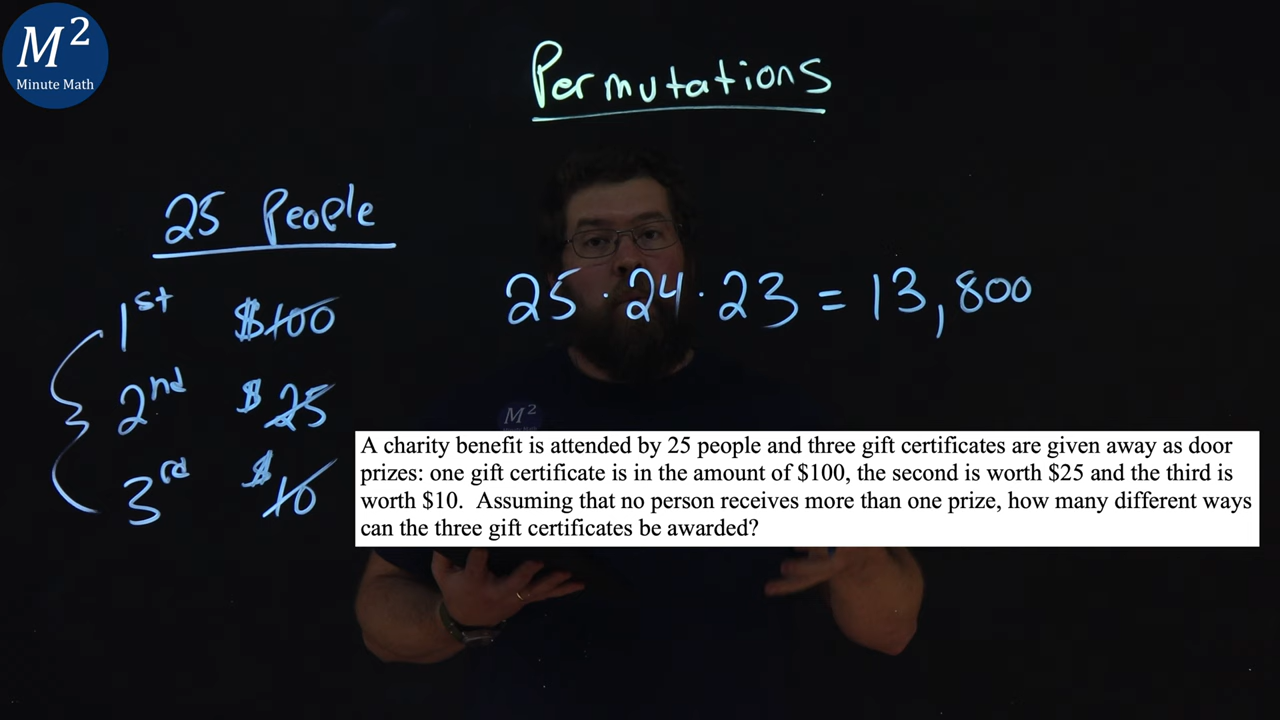 M²
Minute Math
Permutations
25 People
1st $100
2nd $25
3rd $10
25 · 24 · 23 = 13,800
M²
A charity benefit is attended by 25 people and three gift certificates are given away as door
prizes: one gift certificate is in the amount of $100, the second is worth $25 and the third is
worth $10. Assuming that no person receives more than one prize, how many different ways
can the three gift certificates be awarded?